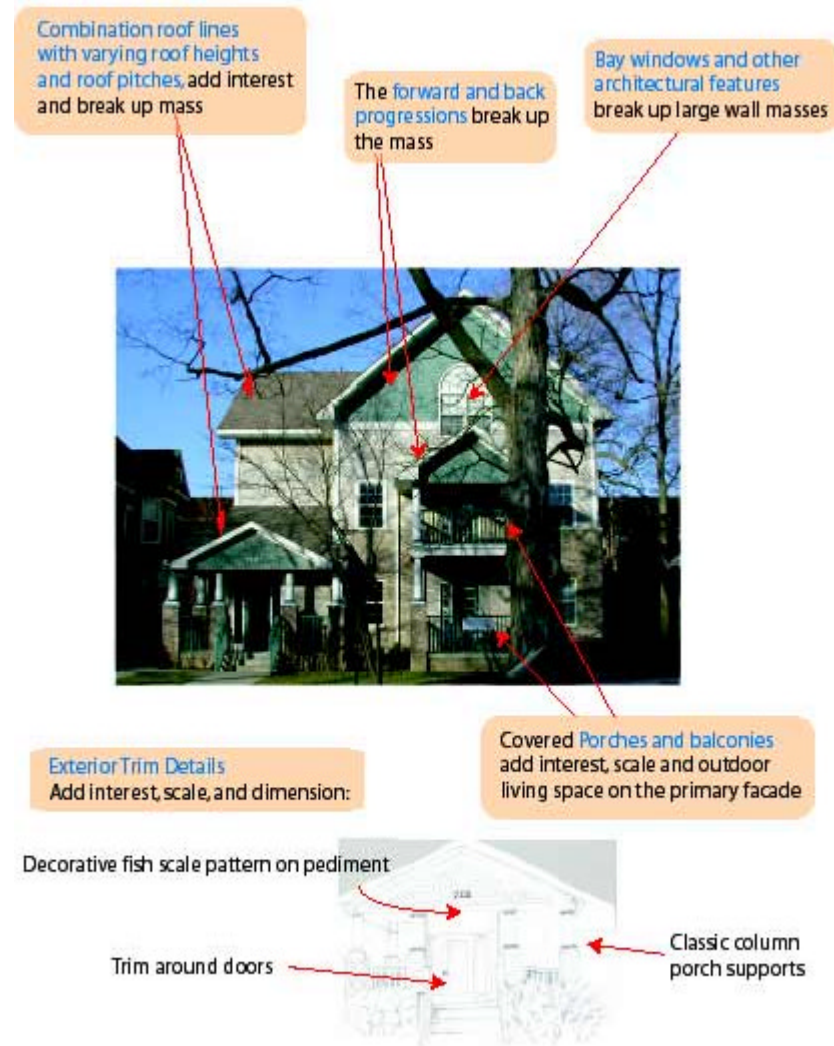 Combination roof lines
with varying roof heights
and roof pitches, add interest
and break up mass
The forward and back
progressions break up
the mass
Bay windows and other
architectural features
break up large wall masses
Covered Porches and balconies
add interest, scale and outdoor
living space on the primary facade
Exterior Trim Details
Add interest, scale, and dimension:
Decorative fish scale pattern on pediment
Trim around doors
Classic column
porch supports